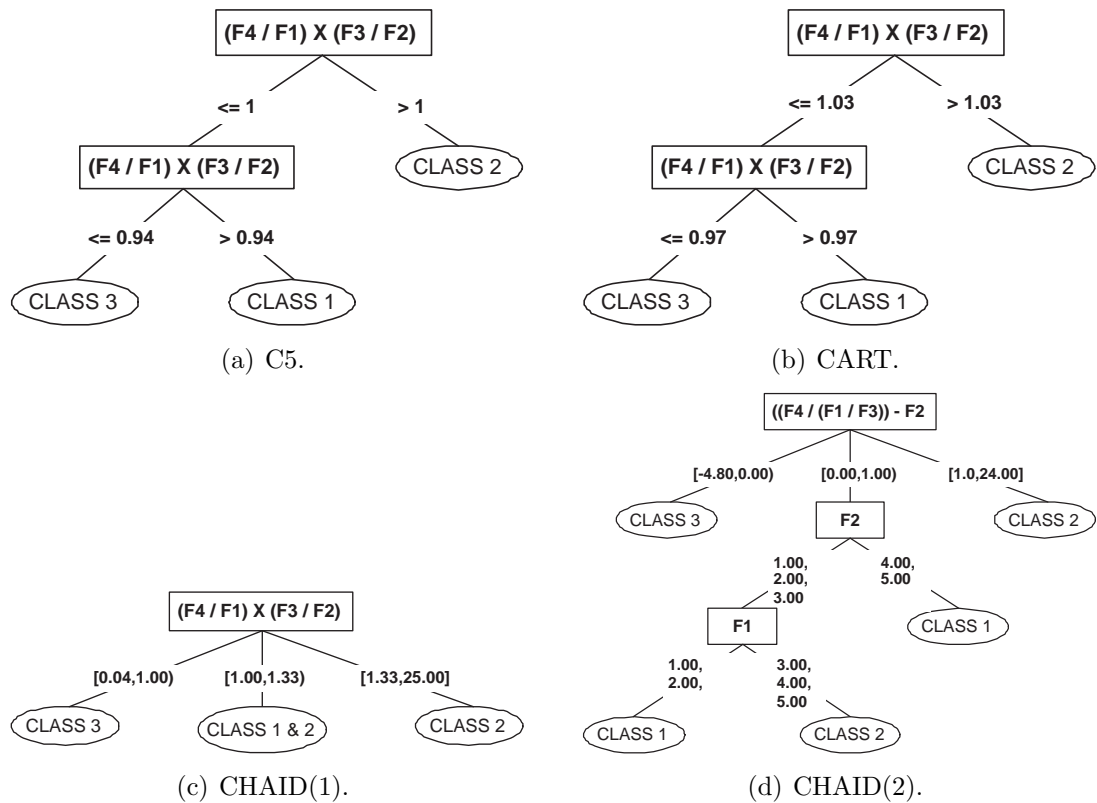 (F4 / F1) X (F3 / F2)
<= 1
> 1
(F4 / F1) X (F3 / F2)
CLASS 2
<= 0.94
> 0.94
CLASS 3
CLASS 1
(a) C5.
(F4 / F1) X (F3 / F2)
<= 1.03
> 1.03
(F4 / F1) X (F3 / F2)
CLASS 2
<= 0.97
> 0.97
CLASS 3
CLASS 1
(b) CART.
(F4 / F1) X (F3 / F2)
[0.04,1.00)
[1.00,1.33)
[1.33,25.00]
CLASS 3
CLASS 1 & 2
CLASS 2
(c) CHAID(1).
((F4 / (F1 / F3)) - F2
[-4.80,0.00)
[0.00,1.00)
[1.0,24.00]
CLASS 3
F2
CLASS 2
1.00,
2.00,
3.00
4.00,
5.00
F1
CLASS 1
1.00,
2.00,
3.00,
4.00,
5.00
CLASS 1
CLASS 2
(d) CHAID(2).